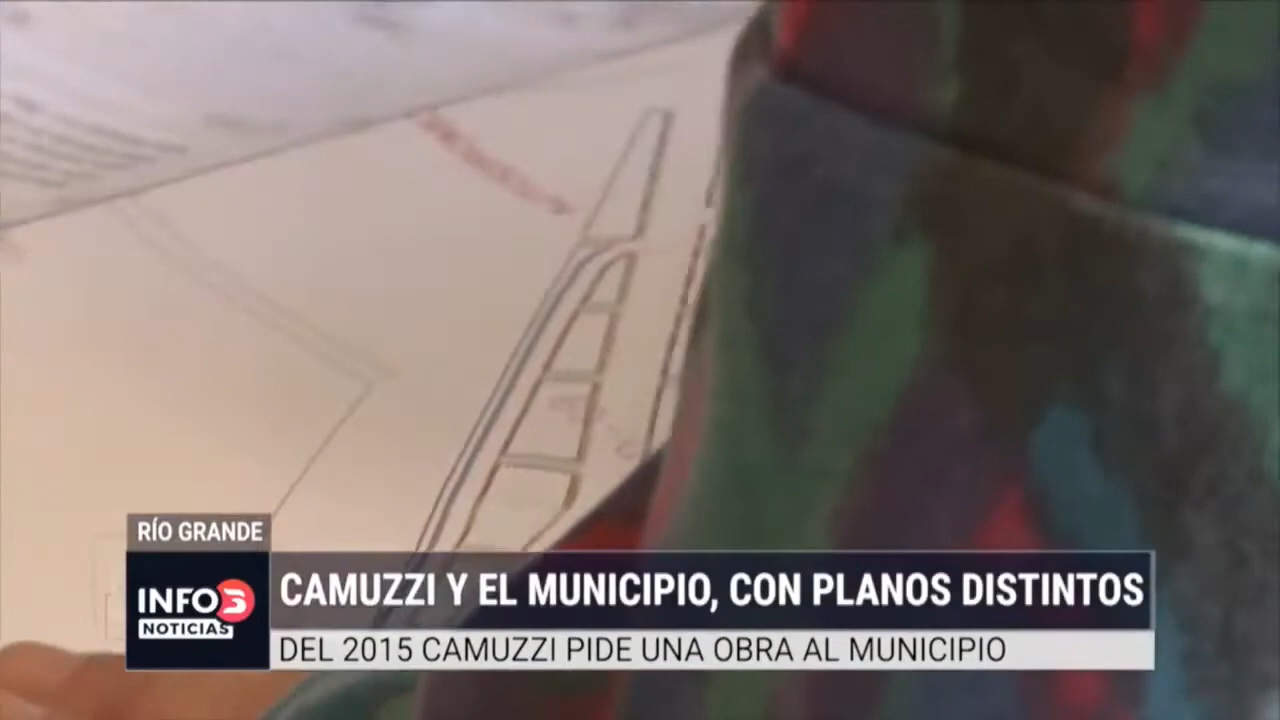 RÍO GRANDE
INFO3
NOTICIAS
CAMUZZI Y EL MUNICIPIO, CON PLANOS DISTINTOS
DEL 2015 CAMUZZI PIDE UNA OBRA AL MUNICIPIO